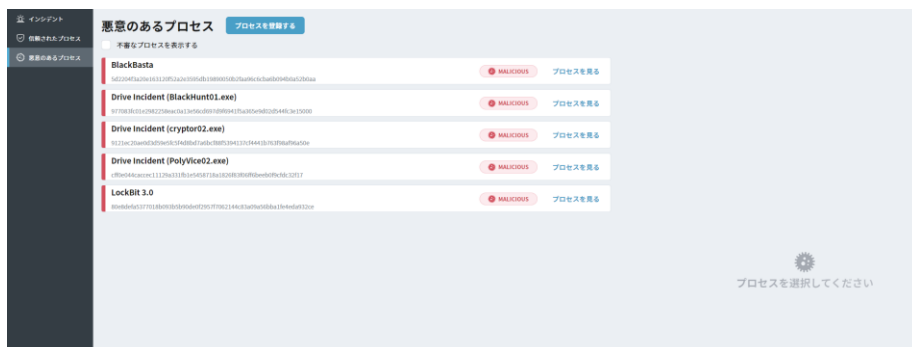 インシデント
信頼されたプロセス
悪意のあるプロセス
悪意のあるプロセス
プロセスを登録する
不審なプロセスを表示する
BlackBasta
MALICIOUS
プロセスを見る
Drive Incident (BlackHunt01.exe)
MALICIOUS
プロセスを見る
Drive Incident (cryptor02.exe)
MALICIOUS
プロセスを見る
Drive Incident (PolyVice02.exe)
MALICIOUS
プロセスを見る
LockBit 3.0
MALICIOUS
プロセスを見る
プロセスを選択してください